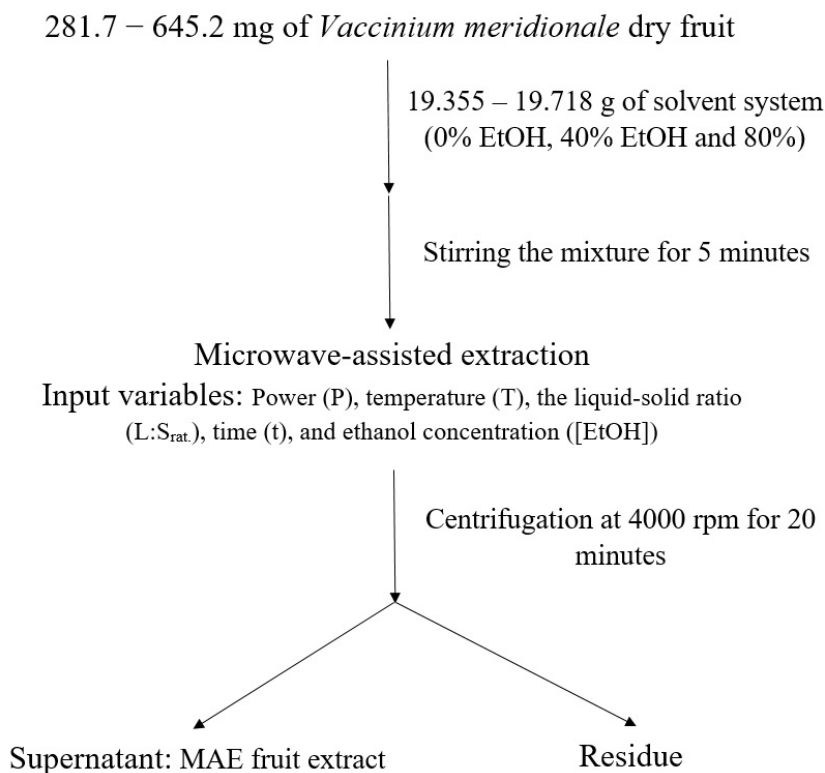 281.7 – 645.2 mg of Vaccinium meridionale dry fruit
19.355 – 19.718 g of solvent system
(0% EtOH, 40% EtOH and 80%)
Stirring the mixture for 5 minutes
Microwave-assisted extraction
Input variables: Power (P), temperature (T), the liquid-solid ratio
(L:Srat.), time (t), and ethanol concentration ([EtOH])
Centrifugation at 4000 rpm for 20
minutes
Supernatant: MAE fruit extract
Residue